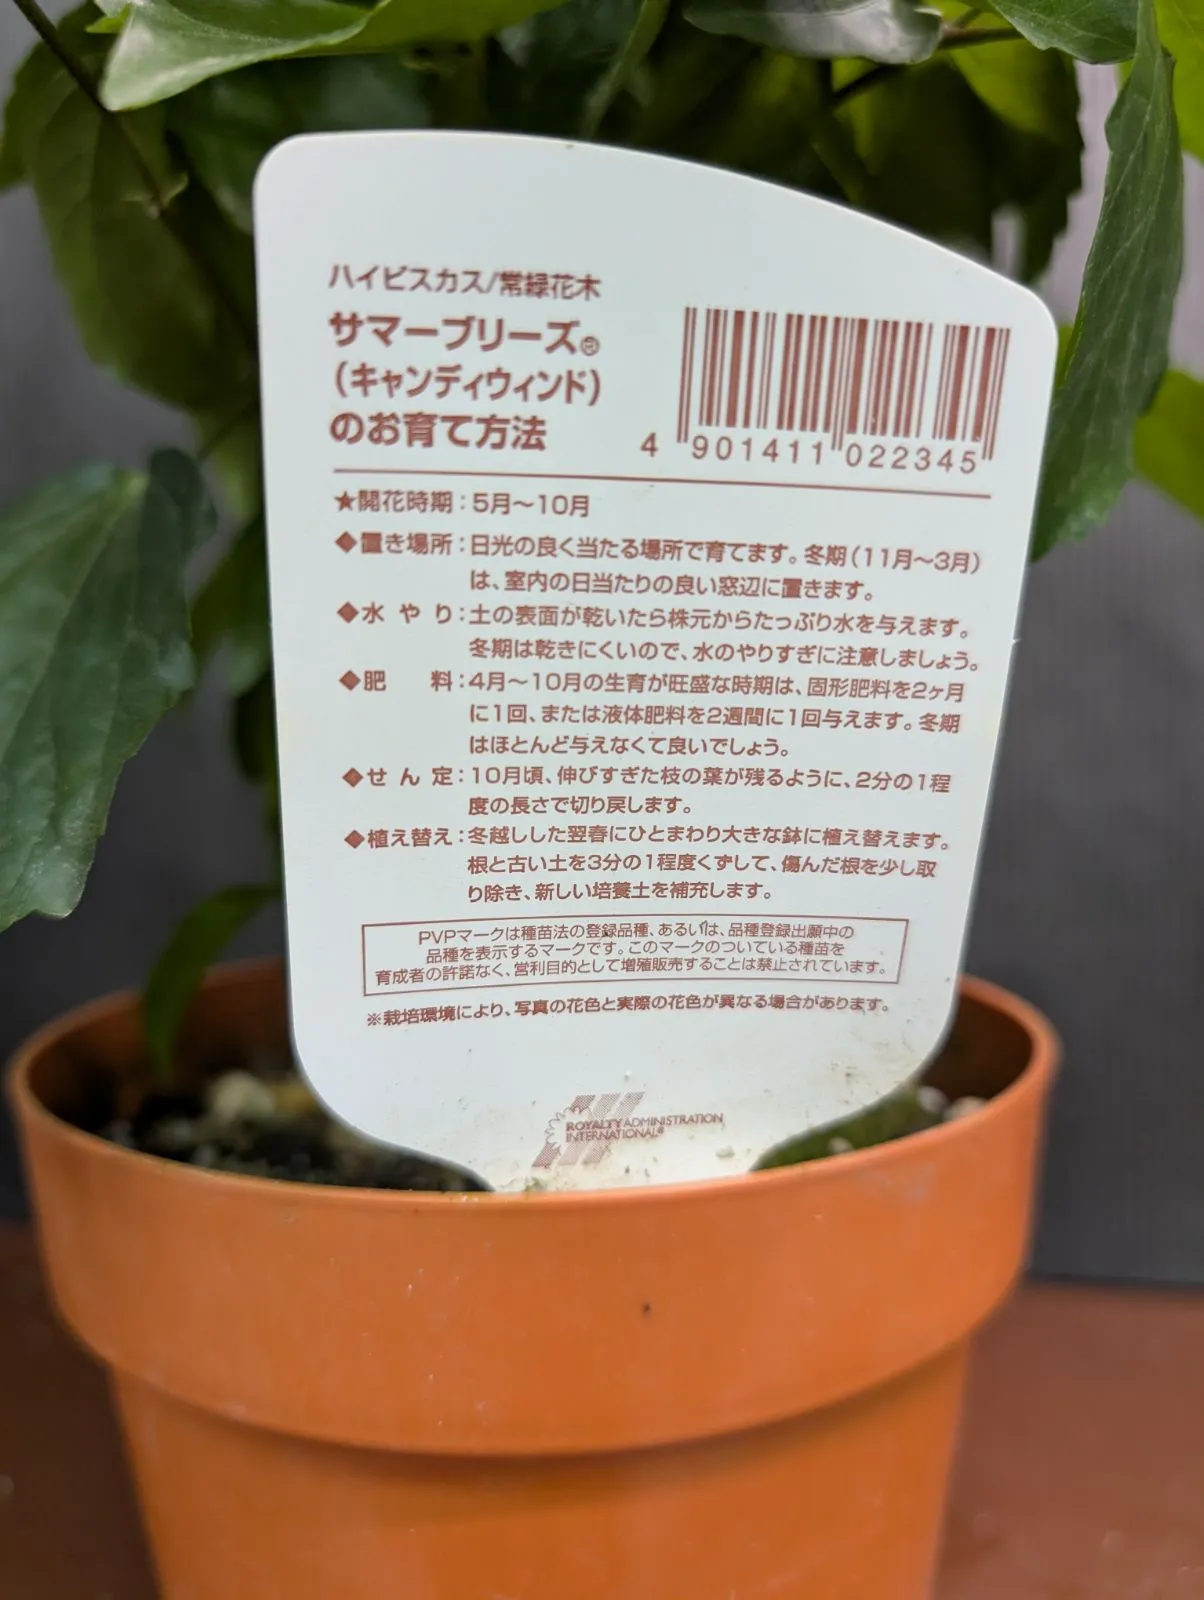 ハイビスカス/常緑花木
サマーブリーズ®
(キャンディウィンド)
のお育て方法
4 901411 022345
★開花時期:5月～10月
◆置き場所:日光の良く当たる場所で育てます。冬期(11月～3月)
は、室内の日当たりの良い窓辺に置きます。
◆水やり:土の表面が乾いたら株元からたっぷり水を与えます。
冬期は乾きにくいので、水のやりすぎに注意しましょう。
◆肥料:4月～10月の生育が旺盛な時期は、固形肥料を2ヶ月
に1回、または液体肥料を2週間に1回与えます。冬期
はほとんど与えなくて良いでしょう。
◆せん定:10月頃、伸びすぎた枝の葉が残るように、2分の1程
度の長さで切り戻します。
◆植え替え:冬越しした翌春にひとまわり大きな鉢に植え替えます。
根と古い土を3分の1程度くずして、傷んだ根を少し取
り除き、新しい培養土を補充します。
PVPマークは種苗法の登録品種、あるいは、品種登録出願中の
品種を表示するマークです。このマークのついている種苗を
育成者の許諾なく、営利目的として増殖販売することは禁止されています。
※栽培環境により、写真の花色と実際の花色が異なる場合があります。
ROYALTY ADMINISTRATION
INTERNATIONAL®